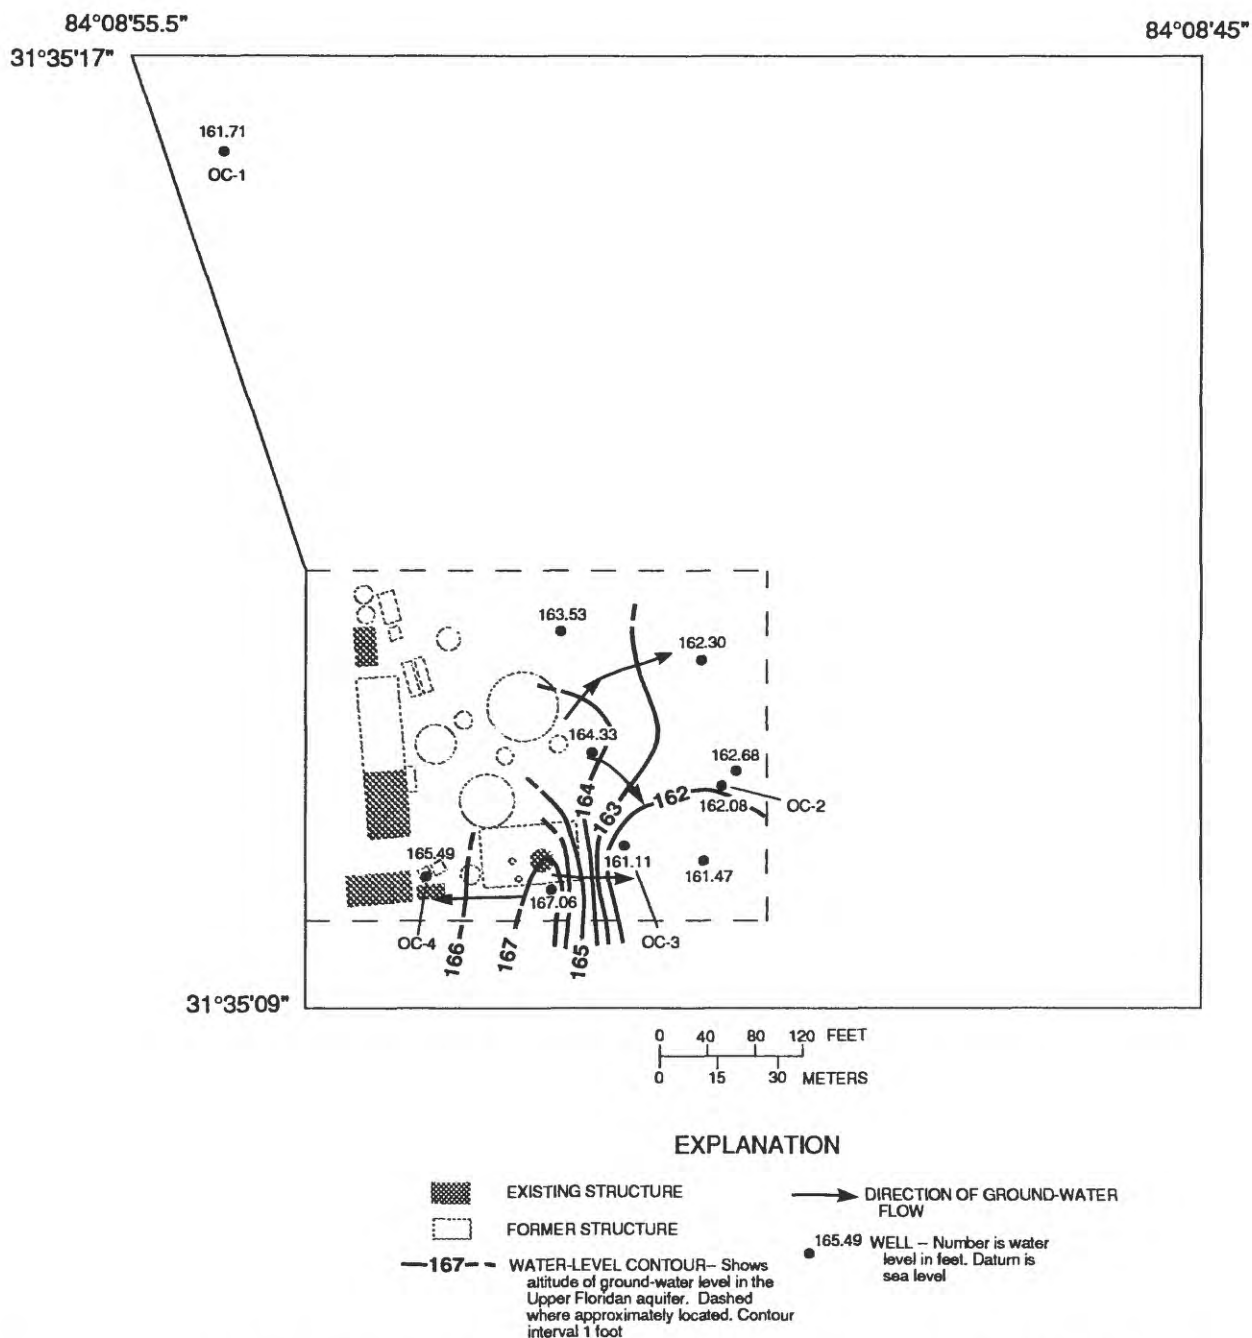 84°08'55.5"
84°08'45"
31°35'17"
161.71
OC-1
163.53
162.30
164.33
162.68
164
163
162
162.08
OC-2
165.49
161.11
161.47
167.06
OC-4
166
167
165
OC-3
31°35'09"
0 40 80 120 FEET
0 15 30 METERS
EXPLANATION
EXISTING STRUCTURE
FORMER STRUCTURE
167 WATER-LEVEL CONTOUR– Shows
altitude of ground-water level in the
Upper Floridan aquifer. Dashed
where approximately located. Contour
interval 1 foot
DIRECTION OF GROUND-WATER
FLOW
165.49 WELL – Number is water
level in feet. Datum is
sea level